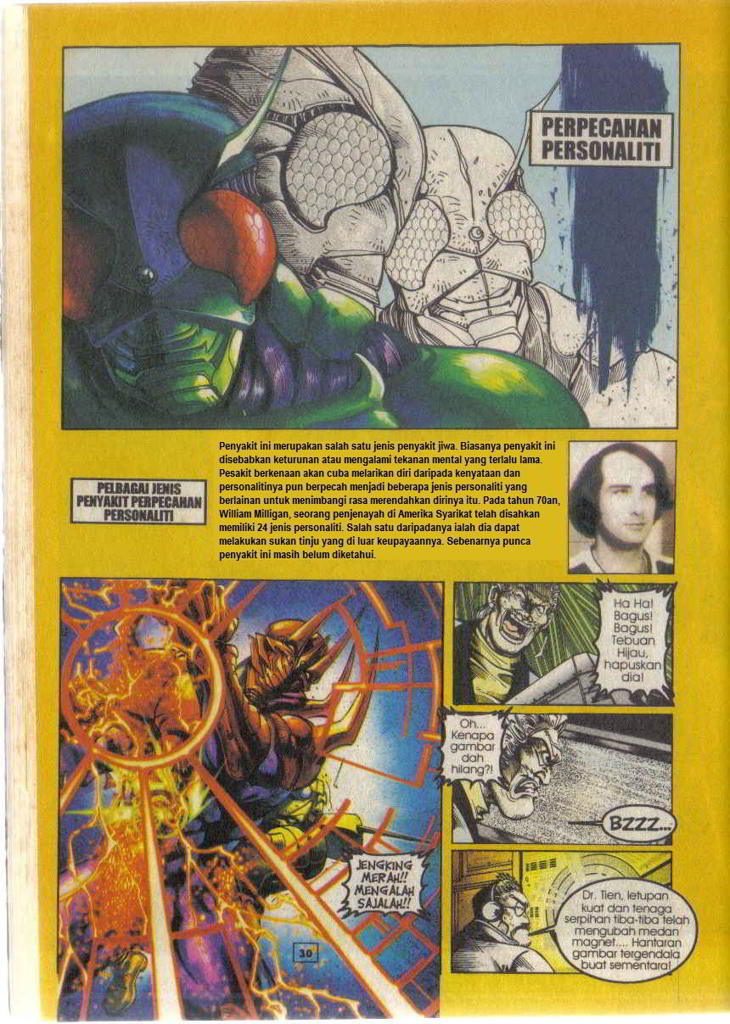 PERPECAHAN
PERSONALITI
PELBAGAI JENIS
PENYAKIT PERPECAHAN
PERSONALITI
Penyakit ini merupakan salah satu jenis penyakit jiwa. Biasanya penyakit ini
disebabkan keturunan atau mengalami tekanan mental yang terlalu lama.
Pesakit berkenaan akan cuba melarikan diri daripada kenyataan dan
personalitinya pun berpecah menjadi beberapa jenis personaliti yang
berlainan untuk menimbangi rasa merendahkan dirinya itu. Pada tahun 70an,
William Milligan, seorang penjenayah di Amerika Syarikat telah disahkan
memiliki 24 jenis personaliti. Salah satu daripadanya ialah dia dapat
melakukan sukan tinju yang di luar keupayaannya. Sebenarnya punca
penyakit ini masih belum diketahui.
JENGKING
MERAH!!
MENGALAH
SAJALAH!!
30
Ha Ha!
Bagus!
Bagus!
Tebuan
Hijau,
hapuskan
dia!
Oh...
Kenapa
gambar
dah
hilang?!
BZZZ...
Dr. Tien, letupan
kuat dan tenaga
serpihan tiba-tiba telah
mengubah medan
magnet.... Hantaran
gambar tergendala
buat sementara!